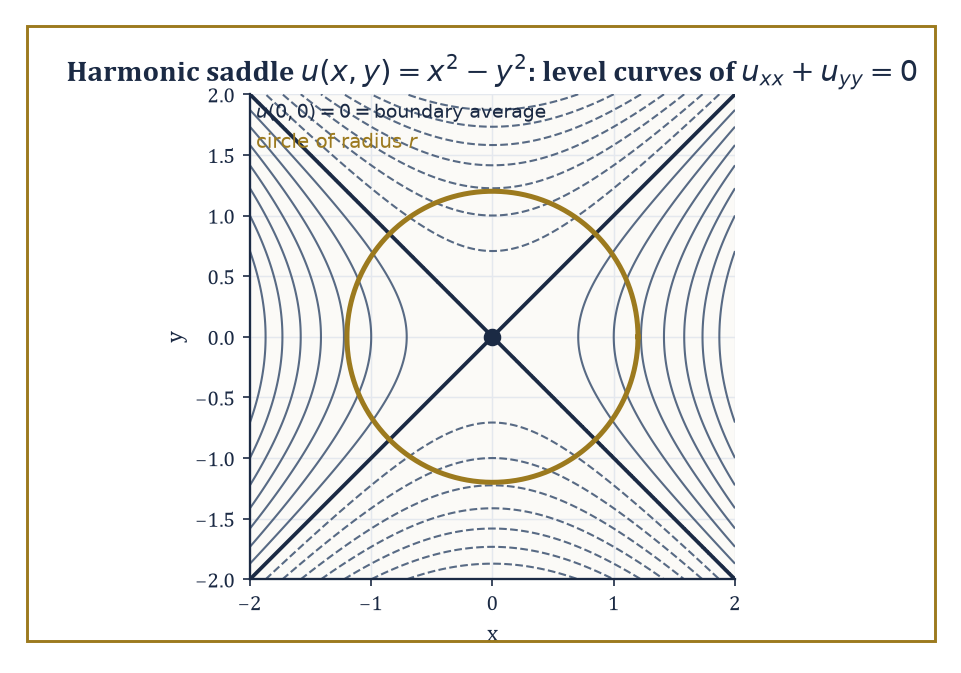 Harmonic saddle u(x, y) = x² − y²: level curves of uₓₓ + u_yy = 0
2.0
u(0, 0) = 0 = boundary average
circle of radius r
1.5
1.0
0.5
y
0.0
−0.5
−1.0
−1.5
−2.0
−2 −1 0 1 2
x